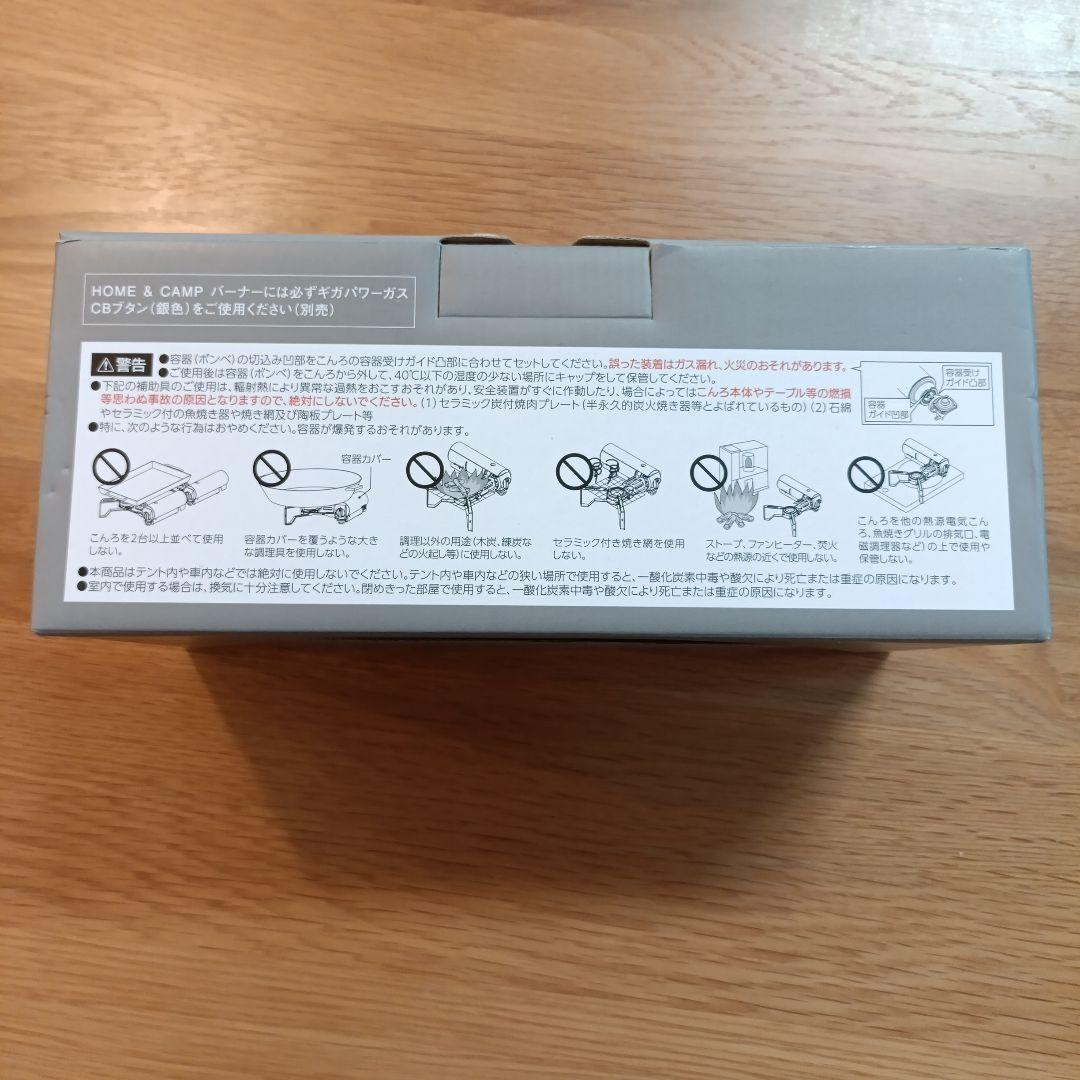 HOME & CAMP バーナーには必ずギガパワーガス
CBブタン(銀色)をご使用ください(別売)
警告
●容器(ボンベ)の切込み凹部をこんろの容器受けガイド凸部に合わせてセットしてください。誤った装着はガス漏れ、火災のおそれがあります。
●ご使用後は容器(ボンベ)をこんろから外して、40℃以下の湿度の少ない場所にキャップをして保管してください。
●下記の補助具のご使用は、輻射熱により異常な過熱をおこすおそれがあり、安全装置がすぐに作動したり、場合によってはこんろ本体やテーブル等の燃損
等思わぬ事故の原因となりますので、絶対にしないでください。(1)セラミック炭付焼肉プレート(半永久的炭火焼き器等とよばれているもの)(2)石綿
やセラミック付の魚焼き器や焼き網及び陶板プレート等
●特に、次のような行為はおやめください。容器が爆発するおそれがあります。
容器受け
ガイド凸部
容器
ガイド凹部
容器カバー
こんろを2台以上並べて使用
しない。
容器カバーを覆うような大き
な調理具を使用しない。
調理以外の用途(木炭、練炭な
どの火起し等)に使用しない。
セラミック付き焼き網を使用
しない。
ストーブ、ファンヒーター、焚火
などの熱源の近くで使用しない。
こんろを他の熱源電気こん
ろ、魚焼きグリルの排気口、電
磁調理器など)の上で使用や
保管しない。
●本商品はテント内や車内などでは絶対に使用しないでください。テント内や車内などの狭い場所で使用すると、一酸化炭素中毒や酸欠により死亡または重症の原因になります。
●室内で使用する場合は、換気に十分注意してください。閉めきった部屋で使用すると、一酸化炭素中毒や酸欠により死亡または重症の原因になります。